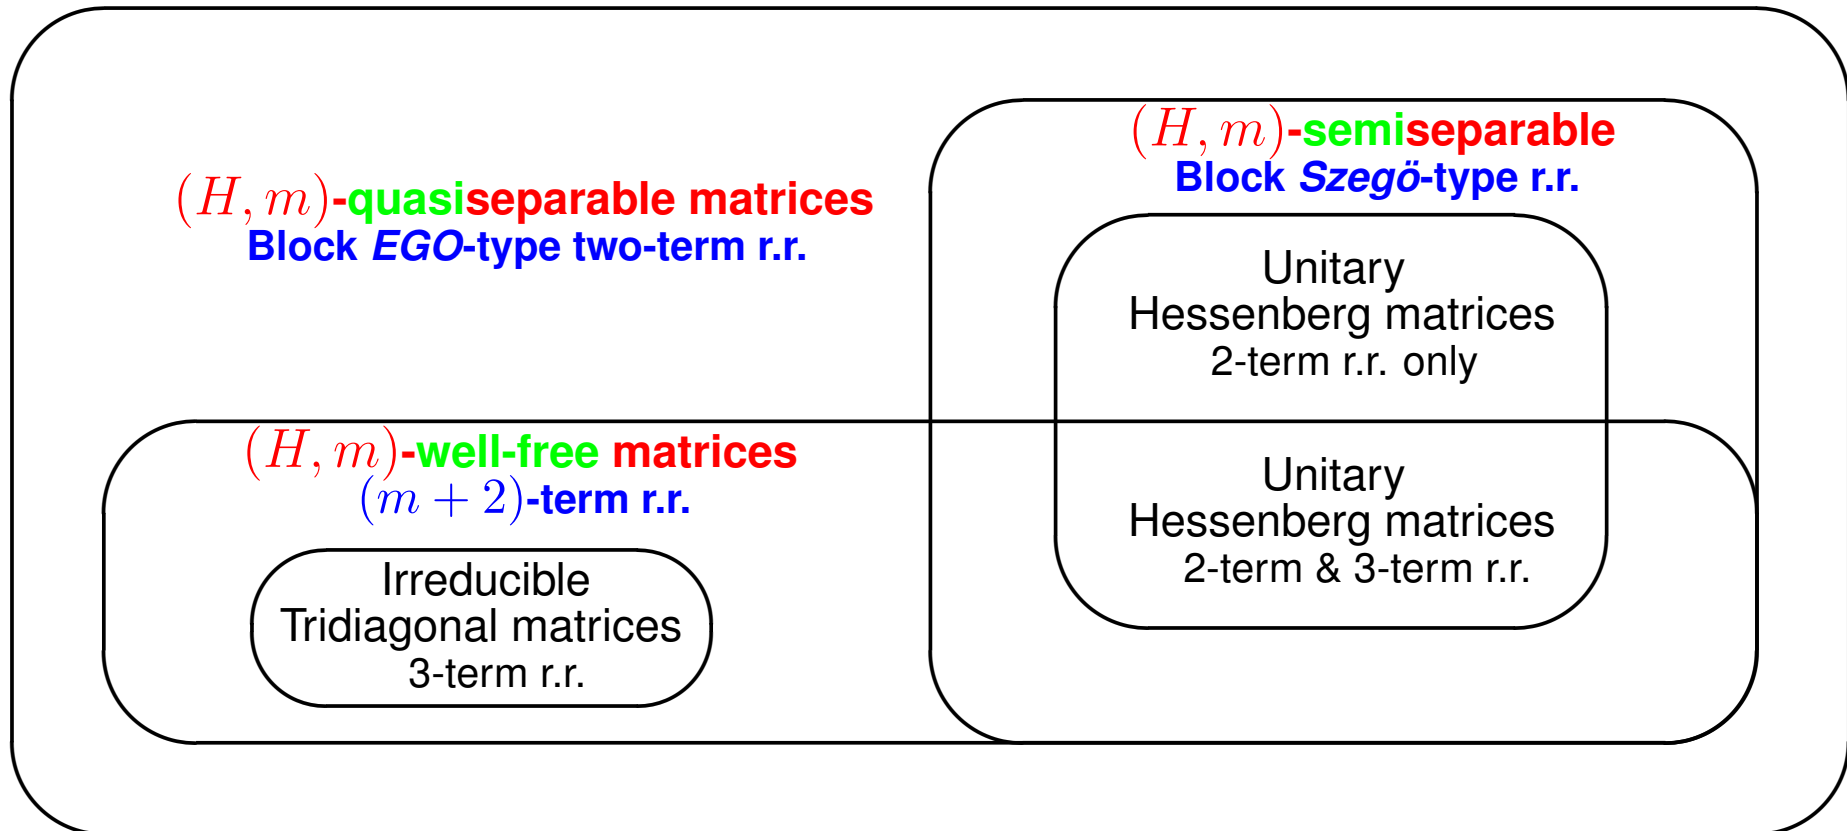 (H, m)-quasiseparable matrices
Block EGO-type two-term r.r.
(H, m)-semiseparable
Block Szegö-type r.r.
Unitary
Hessenberg matrices
2-term r.r. only
(H, m)-well-free matrices
(m + 2)-term r.r.
Irreducible
Tridiagonal matrices
3-term r.r.
Unitary
Hessenberg matrices
2-term & 3-term r.r.